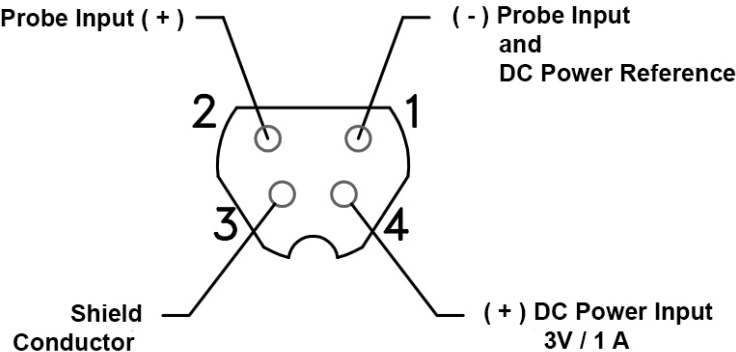 Probe Input ( + )
( - ) Probe Input
and
DC Power Reference
2
1
3
4
Shield
Conductor
( + ) DC Power Input
3V / 1 A